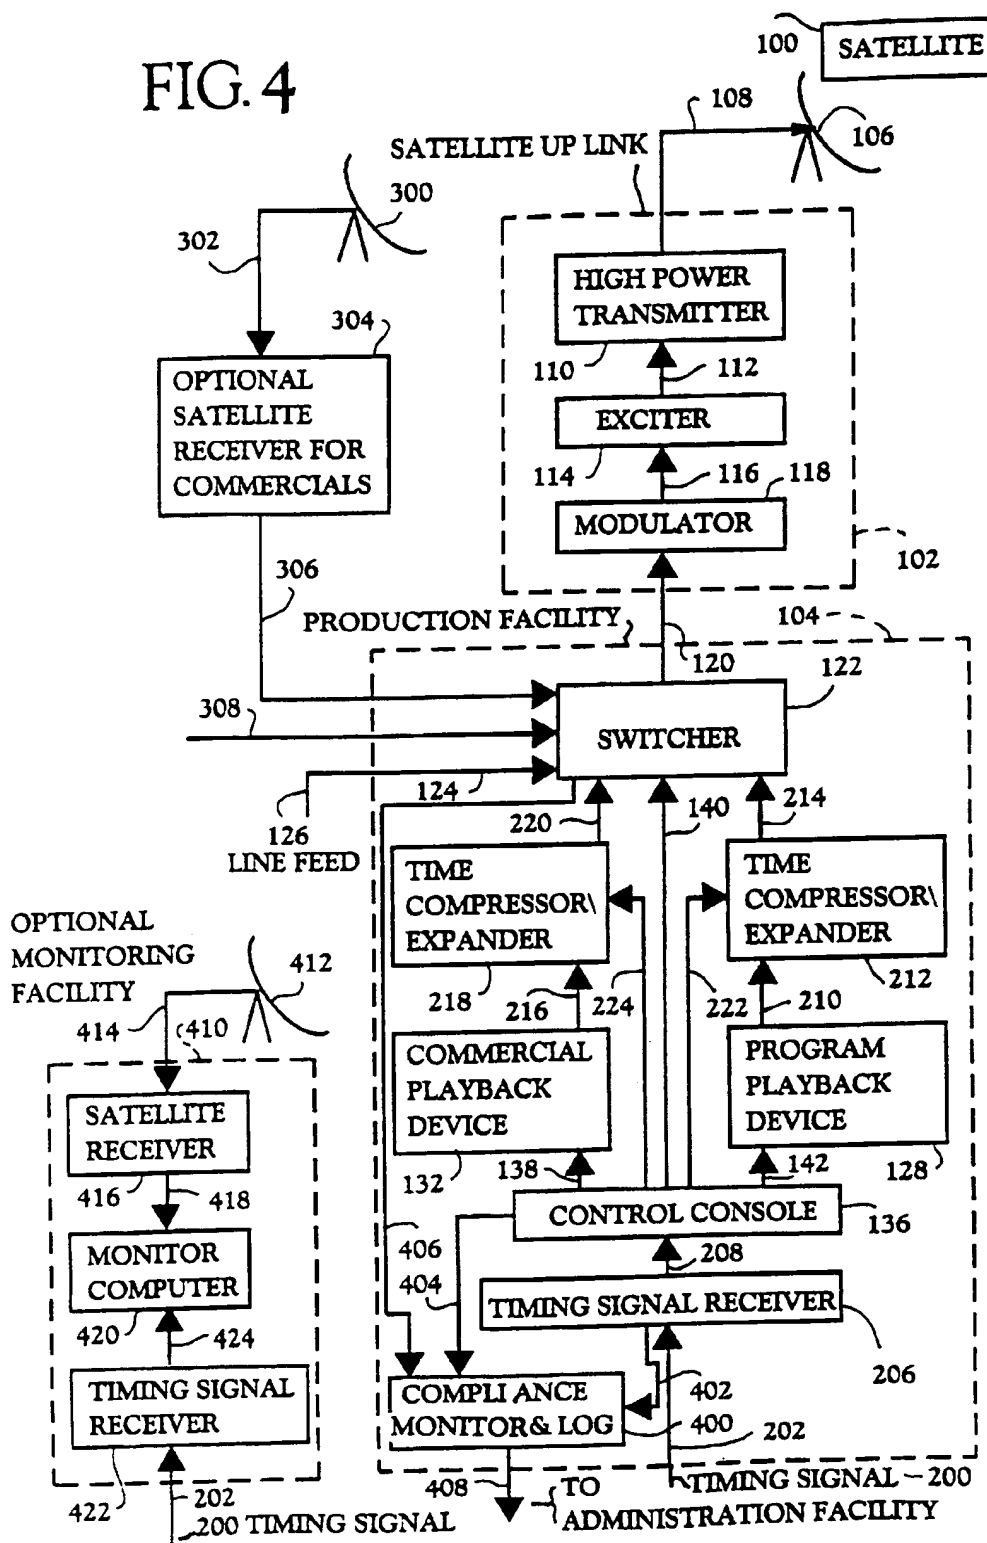 FIG. 4
100
SATELLITE
108
106
SATELLITE UP LINK
300
302
304
OPTIONAL
SATELLITE
RECEIVER FOR
COMMERCIALS
HIGH POWER
TRANSMITTER
110
112
EXCITER
114
116
118
MODULATOR
102
306
PRODUCTION FACILITY
104
120
122
308
SWITCHER
124
126
LINE FEED
220
140
214
TIME
COMPRESSOR\
EXPANDER
TIME
COMPRESSOR\
EXPANDER
218
216
224
222
210
212
OPTIONAL
MONITORING
FACILITY
412
414
410
COMMERCIAL
PLAYBACK
DEVICE
PROGRAM
PLAYBACK
DEVICE
132
138
142
128
SATELLITE
RECEIVER
416
418
CONTROL CONSOLE
136
MONITOR
COMPUTER
406
404
208
420
424
TIMING SIGNAL RECEIVER
206
TIMING SIGNAL
RECEIVER
COMPLIANCE
MONITOR & LOG
402
400
202
422
202
200 TIMING SIGNAL
408
TO
ADMINISTRATION FACILITY
TIMING SIGNAL 200